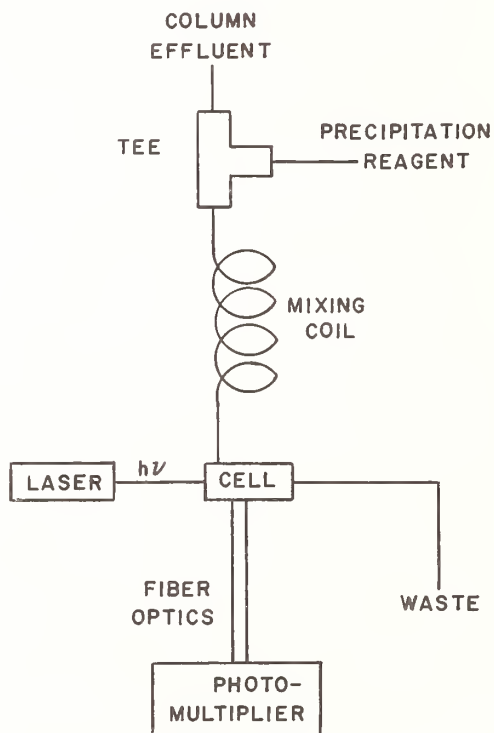 COLUMN
EFFLUENT
TEE
PRECIPITATION
REAGENT
MIXING
COIL
LASER
hν
CELL
FIBER
OPTICS
WASTE
PHOTO-
MULTIPLIER